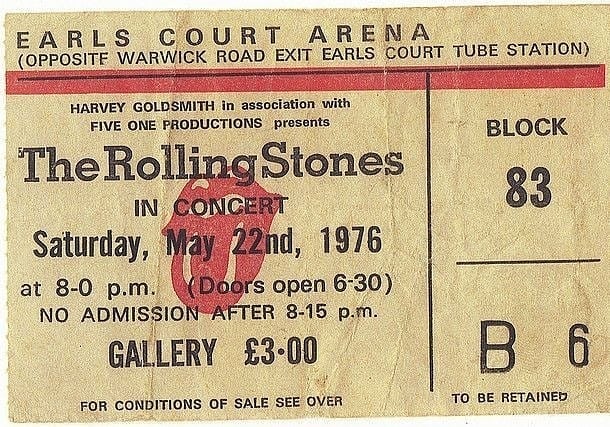 EARLS COURT ARENA
(OPPOSITE WARWICK ROAD EXIT EARLS COURT TUBE STATION)
HARVEY GOLDSMITH in association with
FIVE ONE PRODUCTIONS presents
The Rolling Stones
IN CONCERT
Saturday, May 22nd, 1976
at 8-0 p.m. (Doors open 6-30)
NO ADMISSION AFTER 8-15 p.m.
GALLERY £3·00
FOR CONDITIONS OF SALE SEE OVER
BLOCK
83
B 6
TO BE RETAINED